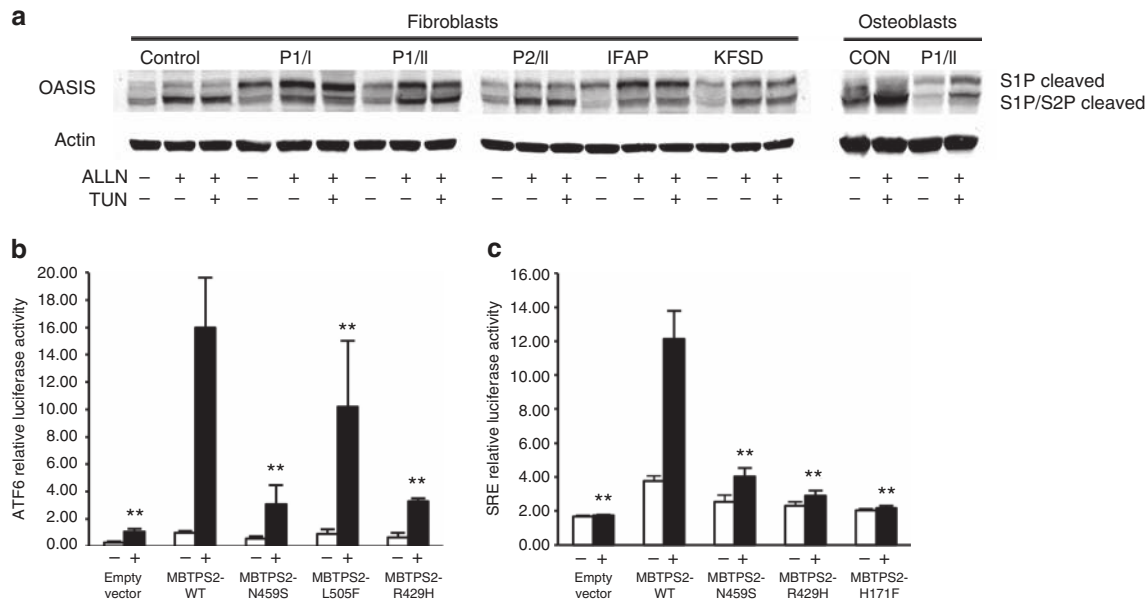 a
Fibroblasts
Osteoblasts
Control P1/I P1/II P2/II IFAP KFSD CON P1/II
OASIS
S1P cleaved
S1P/S2P cleaved
Actin
ALLN – + + – + + – + + – + + – + + – + + – + – +
TUN – – + – – + – – + – – + – – + – – + – + – +
b
ATF6 relative luciferase activity
20.00
18.00
16.00
14.00
12.00
10.00
8.00
6.00
4.00
2.00
0.00
** ** ** **
– + – + – + – + – +
Empty vector
MBTPS2-WT
MBTPS2-N459S
MBTPS2-L505F
MBTPS2-R429H
c
SRE relative luciferase activity
16.00
14.00
12.00
10.00
8.00
6.00
4.00
2.00
0.00
** ** ** **
– + – + – + – + – +
Empty vector
MBTPS2-WT
MBTPS2-N459S
MBTPS2-R429H
MBTPS2-H171F